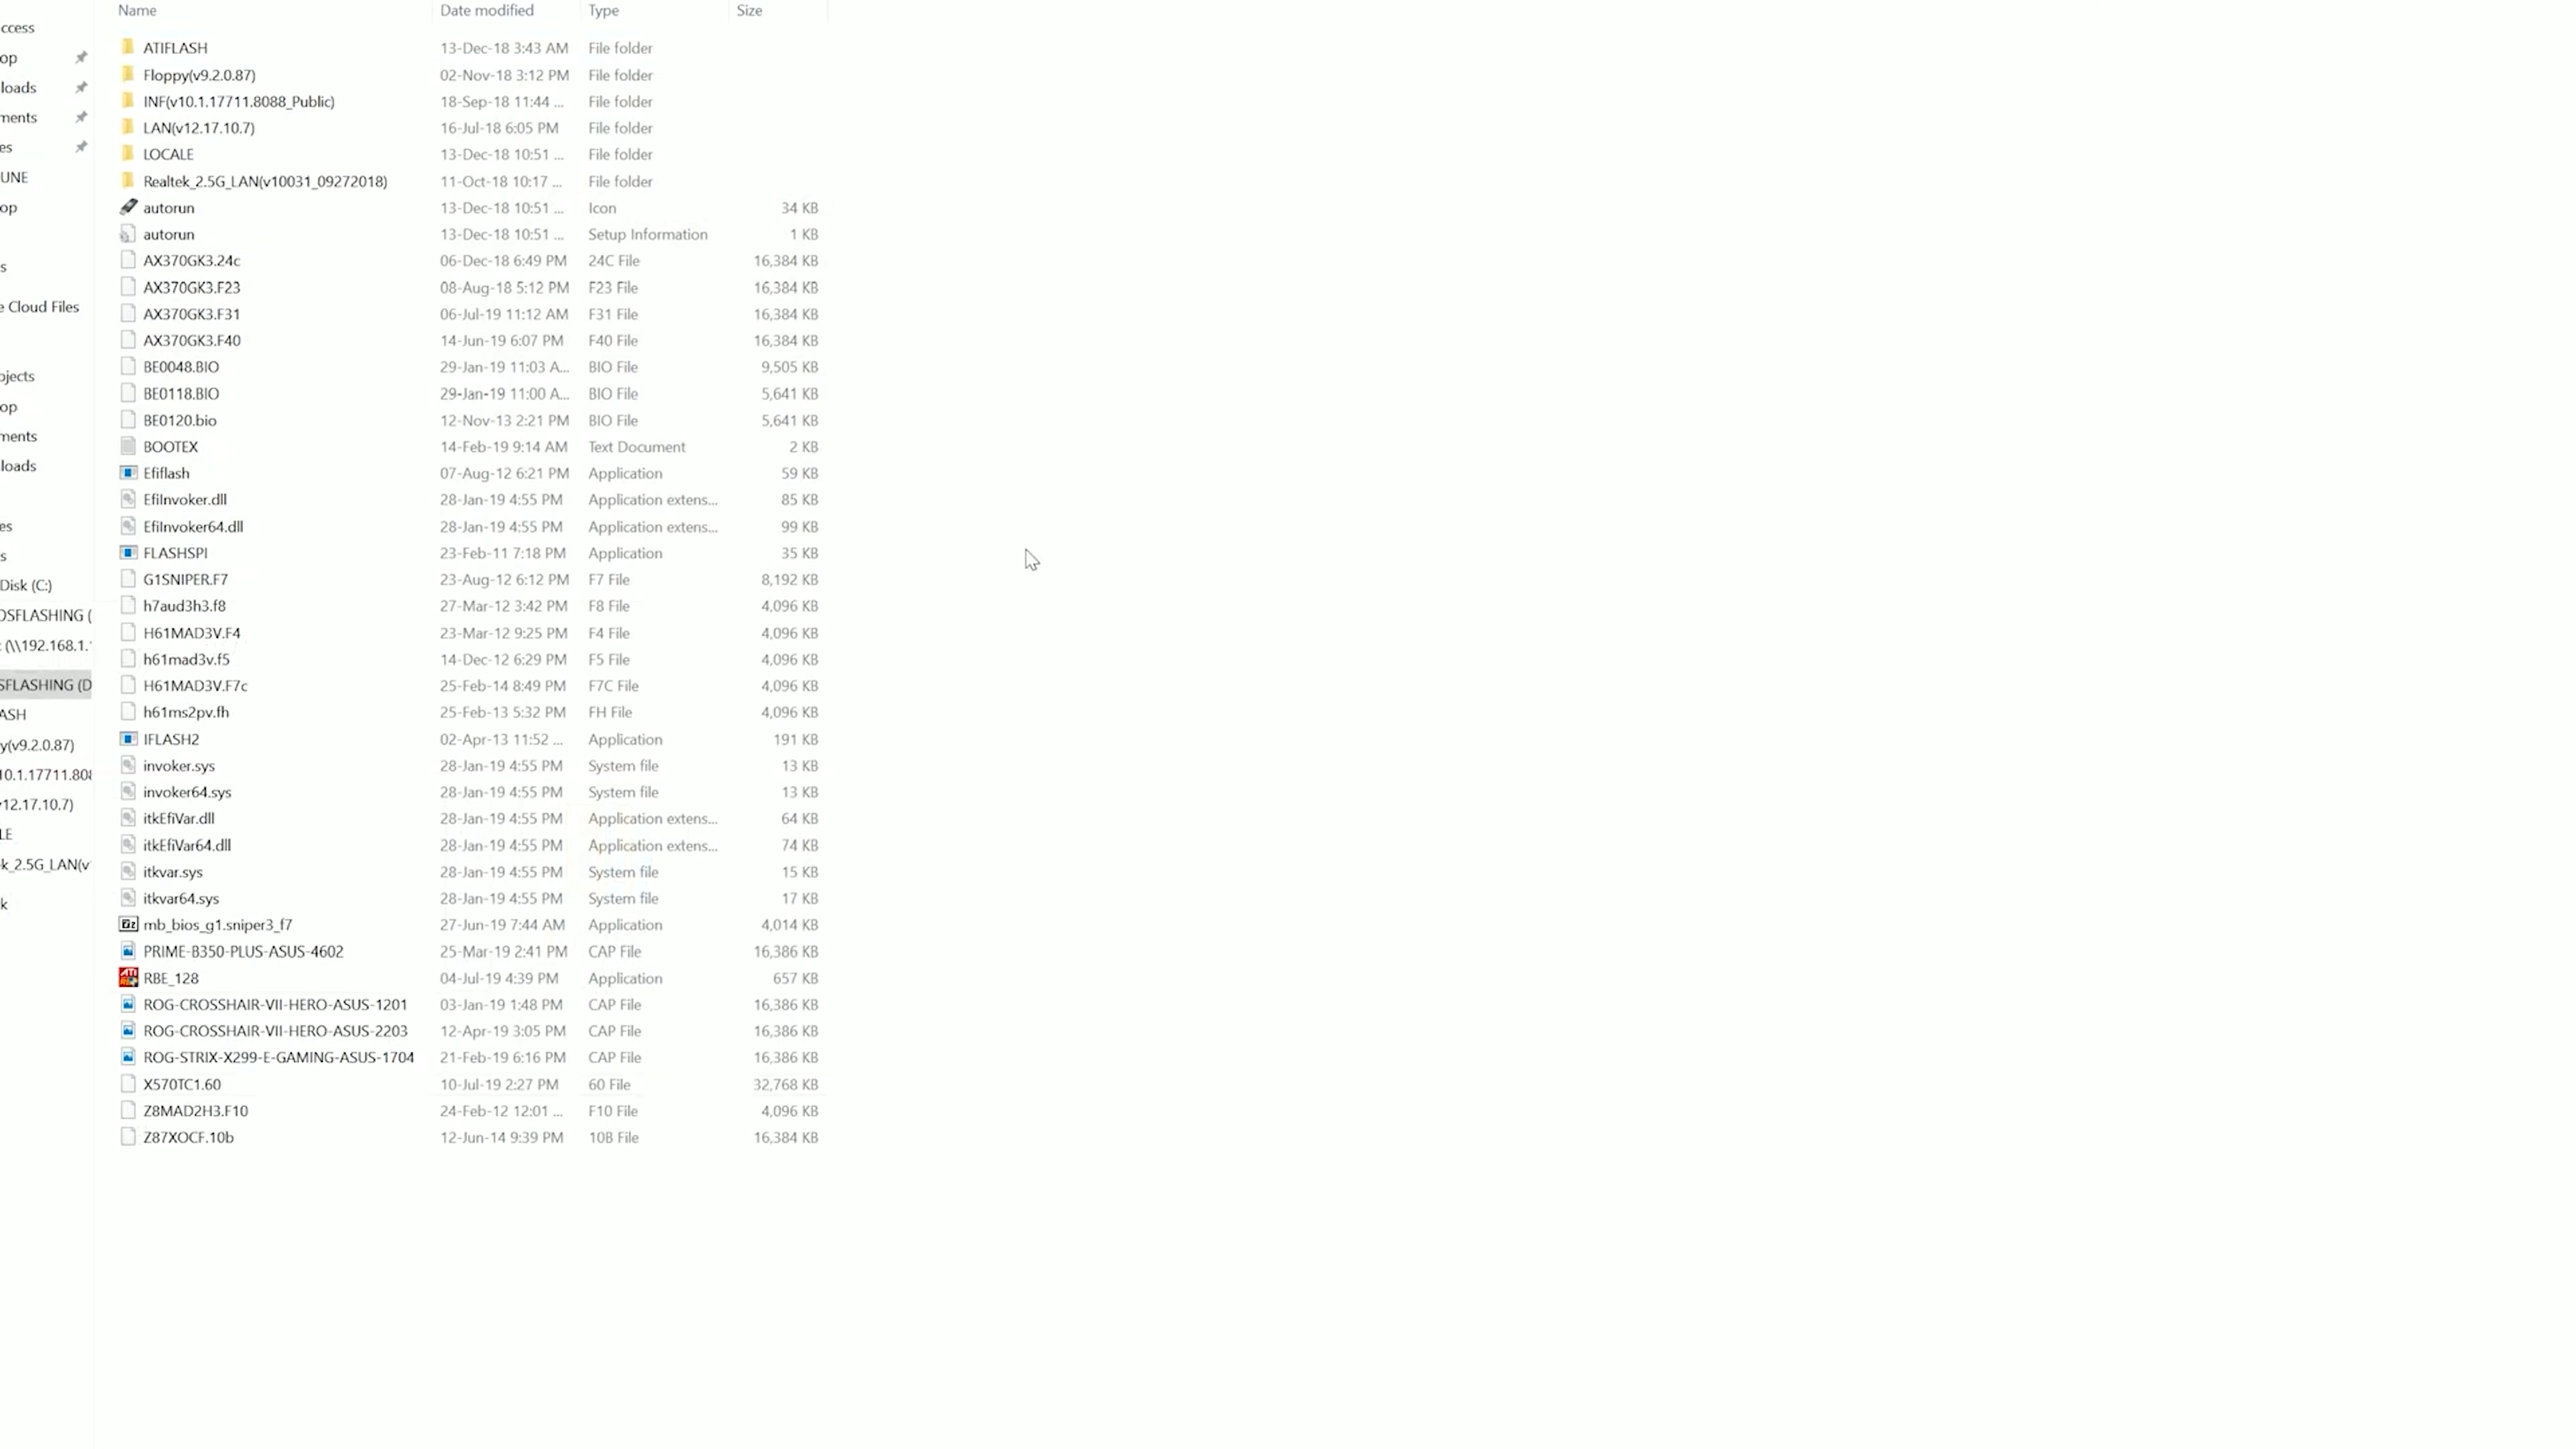 Name Date modified Type Size
ccess
ATIFLASH 13-Dec-18 3:43 AM File folder
op
Floppy(v9.2.0.87) 02-Nov-18 3:12 PM File folder
loads
INF(v10.1.17711.8088_Public) 18-Sep-18 11:44 ... File folder
ments
LAN(v12.17.10.7) 16-Jul-18 6:05 PM File folder
es
LOCALE 13-Dec-18 10:51 ... File folder
UNE
Realtek_2.5G_LAN(v10031_09272018) 11-Oct-18 10:17 ... File folder
op
autorun 13-Dec-18 10:51 ... Icon 34 KB
autorun 13-Dec-18 10:51 ... Setup Information 1 KB
s
AX370GK3.24c 06-Dec-18 6:49 PM 24C File 16,384 KB
AX370GK3.F23 08-Aug-18 5:12 PM F23 File 16,384 KB
e Cloud Files
AX370GK3.F31 06-Jul-19 11:12 AM F31 File 16,384 KB
AX370GK3.F40 14-Jun-19 6:07 PM F40 File 16,384 KB
bjects
BE0048.BIO 29-Jan-19 11:03 A... BIO File 9,505 KB
BE0118.BIO 29-Jan-19 11:00 A... BIO File 5,641 KB
op
BE0120.bio 12-Nov-13 2:21 PM BIO File 5,641 KB
ments
BOOTEX 14-Feb-19 9:14 AM Text Document 2 KB
loads
Efiflash 07-Aug-12 6:21 PM Application 59 KB
EfiInvoker.dll 28-Jan-19 4:55 PM Application extens... 85 KB
es
EfiInvoker64.dll 28-Jan-19 4:55 PM Application extens... 99 KB
s
FLASHSPI 23-Feb-11 7:18 PM Application 35 KB
Disk (C:)
G1SNIPER.F7 23-Aug-12 6:12 PM F7 File 8,192 KB
OSFLASHING (
h7aud3h3.f8 27-Mar-12 3:42 PM F8 File 4,096 KB
: (\\192.168.1.
H61MAD3V.F4 23-Mar-12 9:25 PM F4 File 4,096 KB
h61mad3v.f5 14-Dec-12 6:29 PM F5 File 4,096 KB
SFLASHING (D
H61MAD3V.F7c 25-Feb-14 8:49 PM F7C File 4,096 KB
ASH
h61ms2pv.fh 25-Feb-13 5:32 PM FH File 4,096 KB
y(v9.2.0.87)
IFLASH2 02-Apr-13 11:52 ... Application 191 KB
10.1.17711.808
invoker.sys 28-Jan-19 4:55 PM System file 13 KB
v12.17.10.7)
invoker64.sys 28-Jan-19 4:55 PM System file 13 KB
itkEfiVar.dll 28-Jan-19 4:55 PM Application extens... 64 KB
LE
itkEfiVar64.dll 28-Jan-19 4:55 PM Application extens... 74 KB
k_2.5G_LAN(v
itkvar.sys 28-Jan-19 4:55 PM System file 15 KB
k
itkvar64.sys 28-Jan-19 4:55 PM System file 17 KB
mb_bios_g1.sniper3_f7 27-Jun-19 7:44 AM Application 4,014 KB
PRIME-B350-PLUS-ASUS-4602 25-Mar-19 2:41 PM CAP File 16,386 KB
RBE_128 04-Jul-19 4:39 PM Application 657 KB
ROG-CROSSHAIR-VII-HERO-ASUS-1201 03-Jan-19 1:48 PM CAP File 16,386 KB
ROG-CROSSHAIR-VII-HERO-ASUS-2203 12-Apr-19 3:05 PM CAP File 16,386 KB
ROG-STRIX-X299-E-GAMING-ASUS-1704 21-Feb-19 6:16 PM CAP File 16,386 KB
X570TC1.60 10-Jul-19 2:27 PM 60 File 32,768 KB
Z8MAD2H3.F10 24-Feb-12 12:01 ... F10 File 4,096 KB
Z87XOCF.10b 12-Jun-14 9:39 PM 10B File 16,384 KB